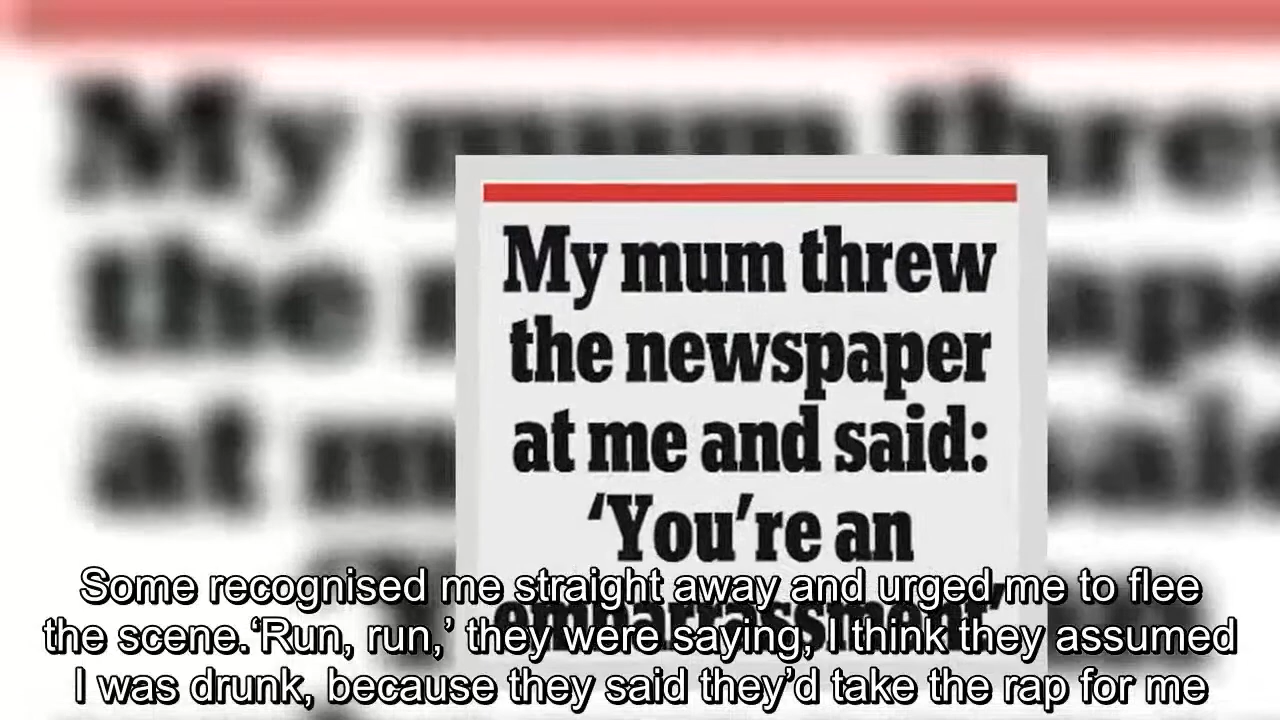 My mum threw
the newspaper
at me and said:
‘You’re an
embarrassment’
Some recognised me straight away and urged me to flee
the scene.‘Run, run,’ they were saying, I think they assumed
I was drunk, because they said they’d take the rap for me